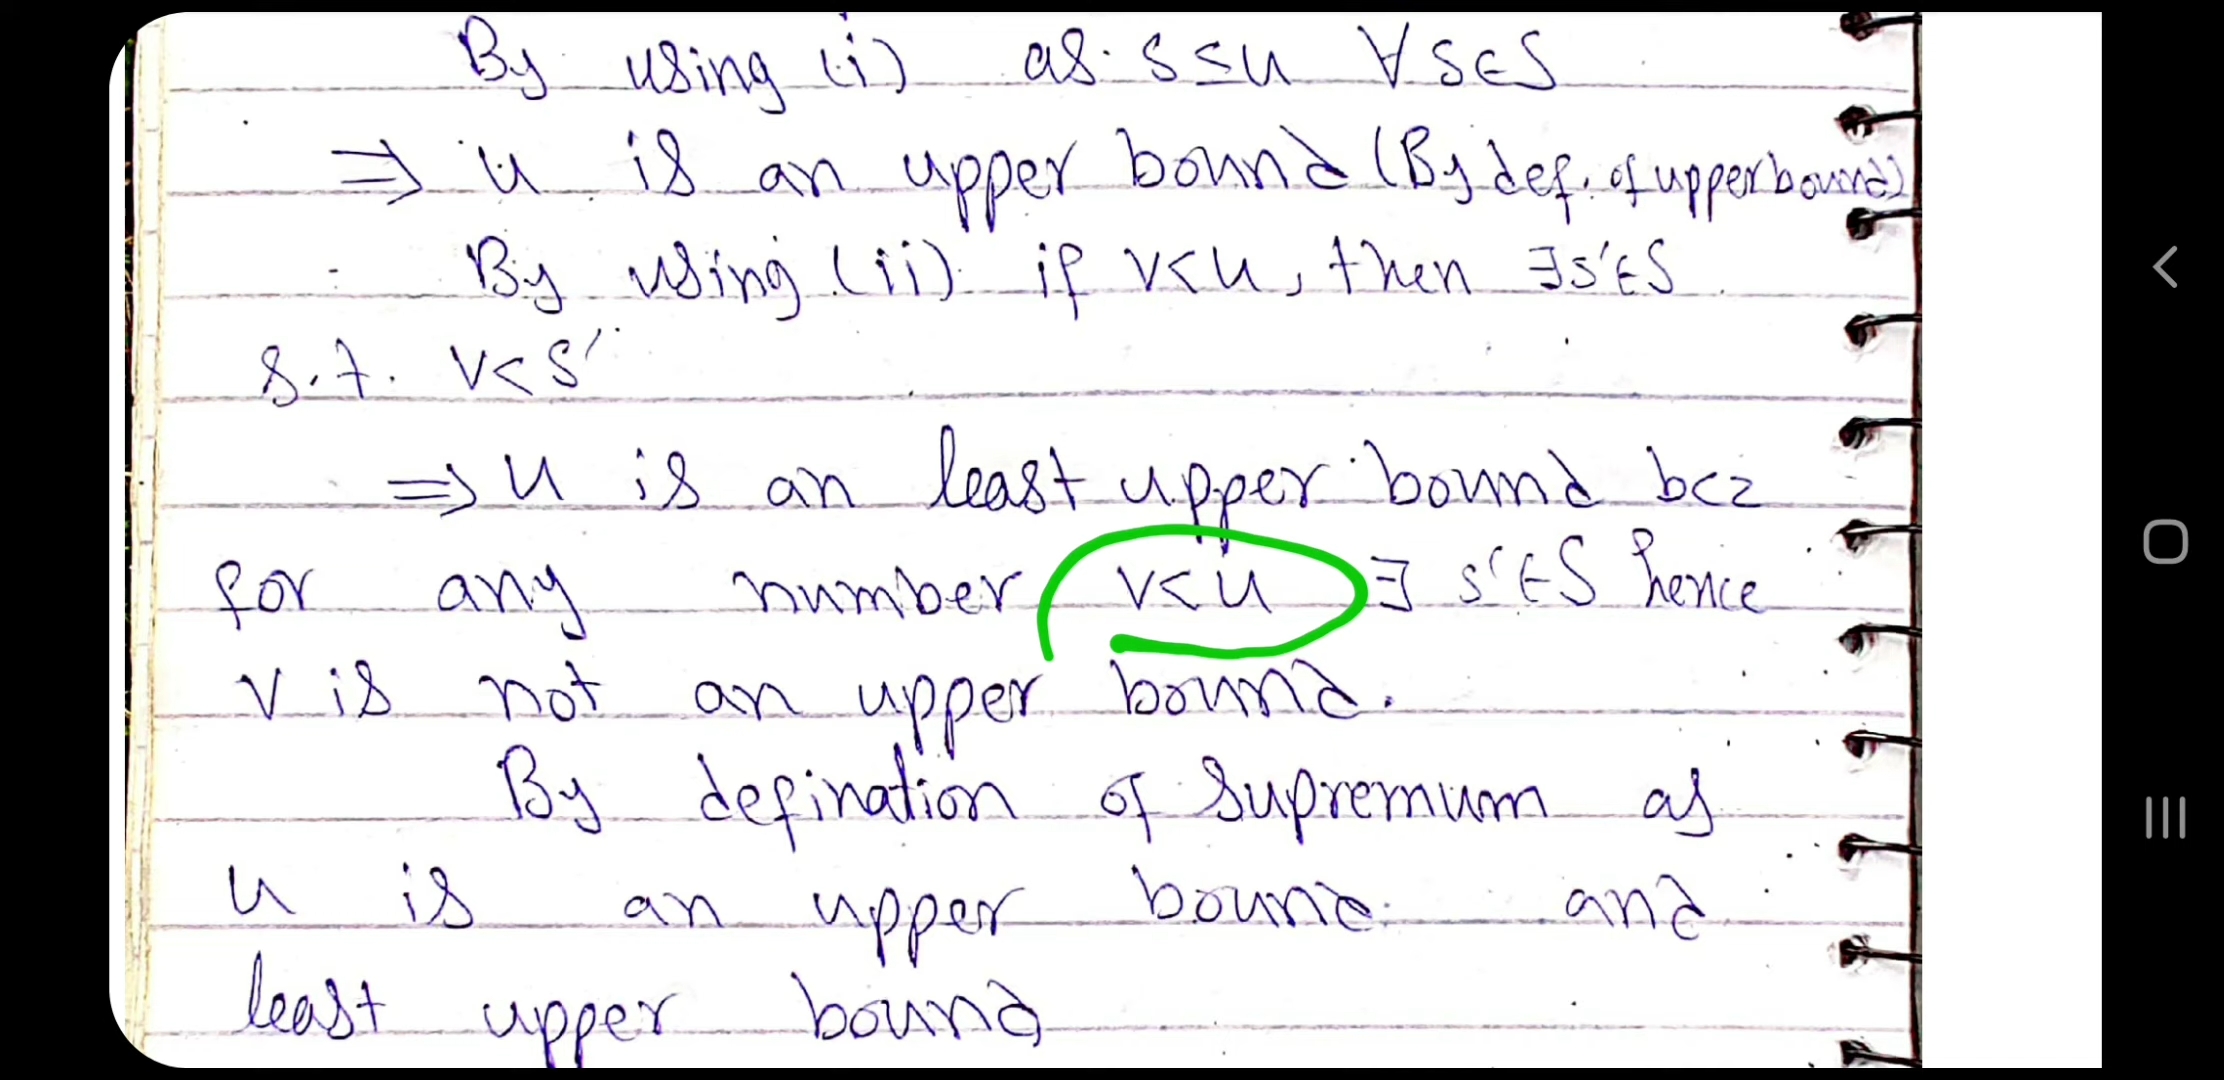 By using (i) as S ≤ u ∀ S ∈ S
⇒ u is an upper bound (By def. of upper bound)
By using (ii) if v < u, then ∃ s' ∈ S
s.t. v < s'
⇒ u is an least upper bound bcz
for any number v < u ∃ s' ∈ S hence
v is not an upper bound.
By defination of Supremum as
u is an upper bound and
least upper bound